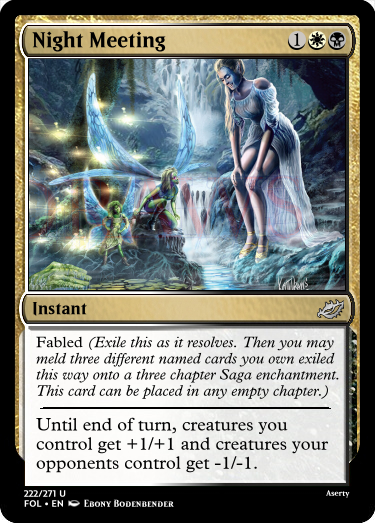 Night Meeting
1
Instant
Fabled (Exile this as it resolves. Then you may
meld three different named cards you own exiled
this way onto a three chapter Saga enchantment.
This card can be placed in any empty chapter.)
Until end of turn, creatures you
control get +1/+1 and creatures your
opponents control get -1/-1.
222/271 U
Aserty
FOL • EN Ebony Bodenbender